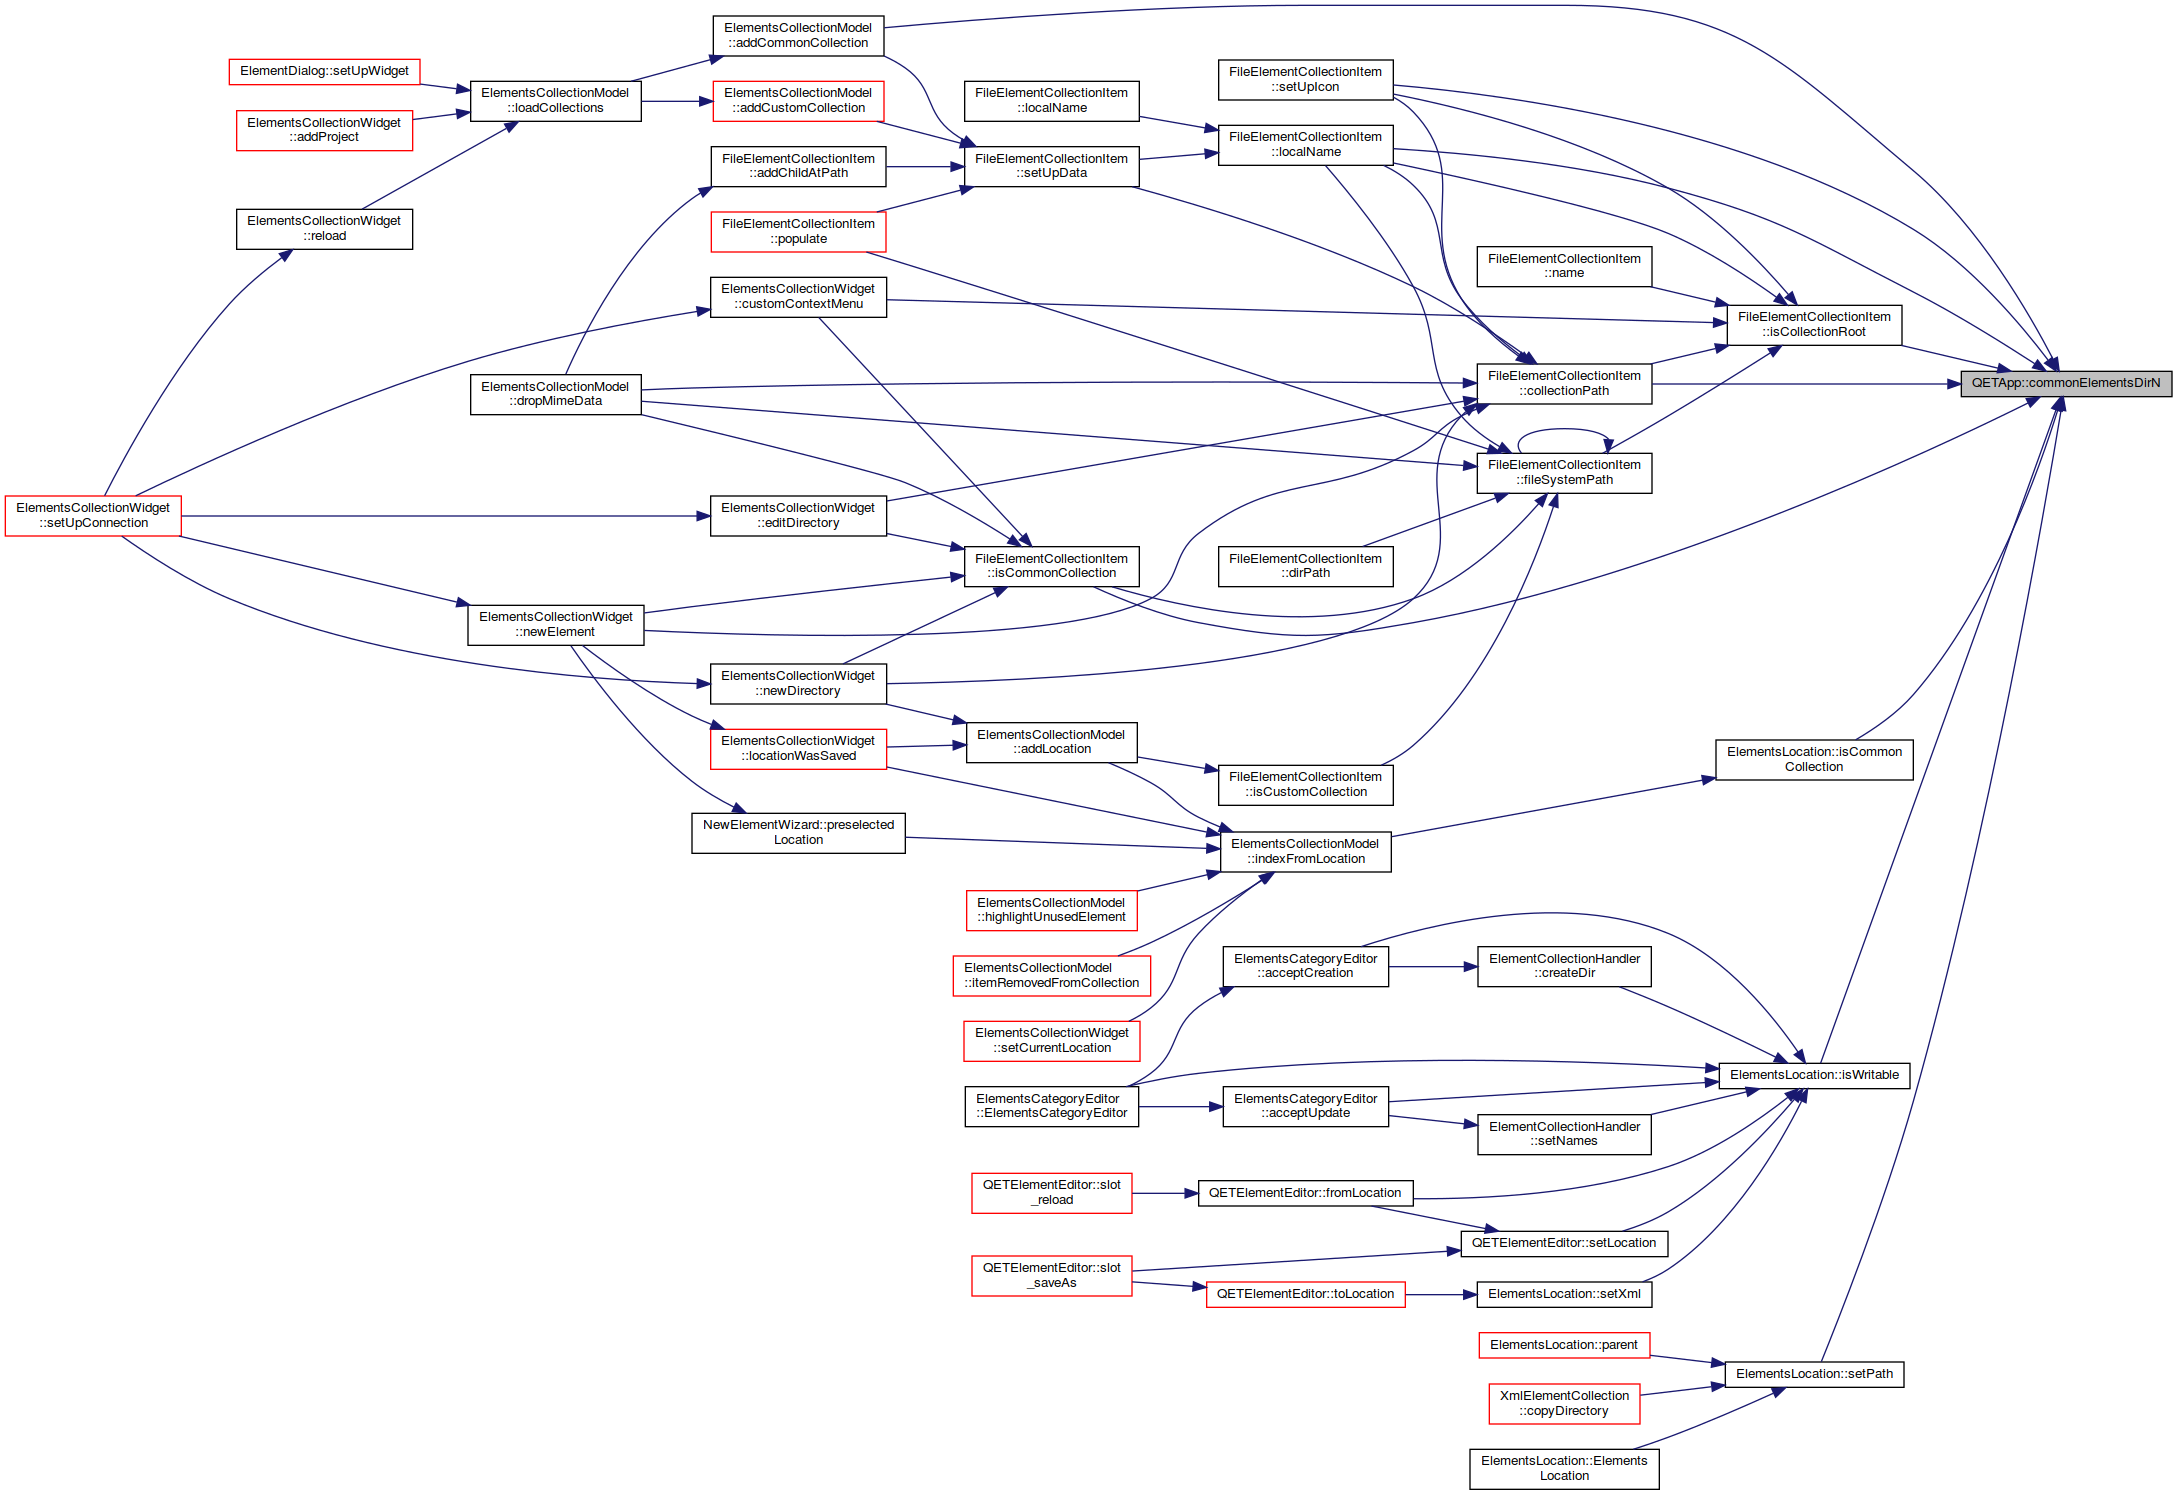 ElementsCollectionModel
::addCommonCollection
ElementDialog::setUpWidget
ElementsCollectionWidget
::addProject
ElementsCollectionModel
::loadCollections
ElementsCollectionModel
::addCustomCollection
FileElementCollectionItem
::localName
FileElementCollectionItem
::setUpIcon
FileElementCollectionItem
::localName
FileElementCollectionItem
::addChildAtPath
FileElementCollectionItem
::setUpData
ElementsCollectionWidget
::reload
FileElementCollectionItem
::populate
FileElementCollectionItem
::name
ElementsCollectionWidget
::customContextMenu
FileElementCollectionItem
::isCollectionRoot
ElementsCollectionModel
::dropMimeData
FileElementCollectionItem
::collectionPath
QETApp::commonElementsDirN
FileElementCollectionItem
::fileSystemPath
ElementsCollectionWidget
::setUpConnection
ElementsCollectionWidget
::editDirectory
FileElementCollectionItem
::isCommonCollection
FileElementCollectionItem
::dirPath
ElementsCollectionWidget
::newElement
ElementsCollectionWidget
::newDirectory
ElementsCollectionWidget
::locationWasSaved
ElementsCollectionModel
::addLocation
FileElementCollectionItem
::isCustomCollection
ElementsLocation::isCommon
Collection
NewElementWizard::preselected
Location
ElementsCollectionModel
::indexFromLocation
ElementsCollectionModel
::highlightUnusedElement
ElementsCollectionModel
::itemRemovedFromCollection
ElementsCategoryEditor
::acceptCreation
ElementCollectionHandler
::createDir
ElementsCollectionWidget
::setCurrentLocation
ElementsLocation::isWritable
ElementsCategoryEditor
::ElementsCategoryEditor
ElementsCategoryEditor
::acceptUpdate
ElementCollectionHandler
::setNames
QETElementEditor::slot
_reload
QETElementEditor::fromLocation
QETElementEditor::setLocation
QETElementEditor::slot
_saveAs
QETElementEditor::toLocation
ElementsLocation::setXml
ElementsLocation::parent
ElementsLocation::setPath
XmlElementCollection
::copyDirectory
ElementsLocation::Elements
Location